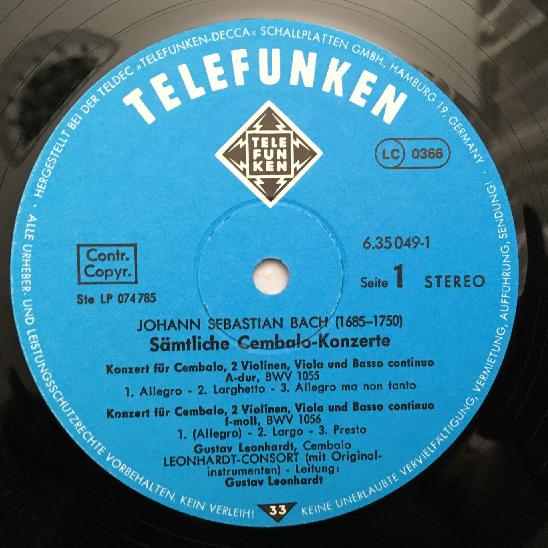 HERGESTELLT BEI DER TELDEC »TELEFUNKEN-DECCA« SCHALLPLATTEN GMBH., HAMBURG 19, GERMANY ·
TELEFUNKEN
TELE
FUN
KEN
LC 0366
6.35 049-1
Contr.
Copyr.
Seite 1 STEREO
Ste LP 074 785
JOHANN SEBASTIAN BACH (1685–1750)
Sämtliche Cembalo-Konzerte
Konzert für Cembalo, 2 Violinen, Viola und Basso continuo
A-dur, BWV 1055
1. Allegro - 2. Larghetto - 3. Allegro ma non tanto
Konzert für Cembalo, 2 Violinen, Viola und Basso continuo
f-moll, BWV 1056
1. (Allegro) - 2. Largo - 3. Presto
Gustav Leonhardt, Cembalo
LEONHARDT-CONSORT (mit Original-
instrumenten) - Leitung:
Gustav Leonhardt
33
· ALLE URHEBER- UND LEISTUNGSSCHUTZRECHTE VORBEHALTEN. KEIN VERLEIH! KEINE UNERLAUBTE VERVIELFÄLTIGUNG, VERMIETUNG, AUFFÜHRUNG, SENDUNG!